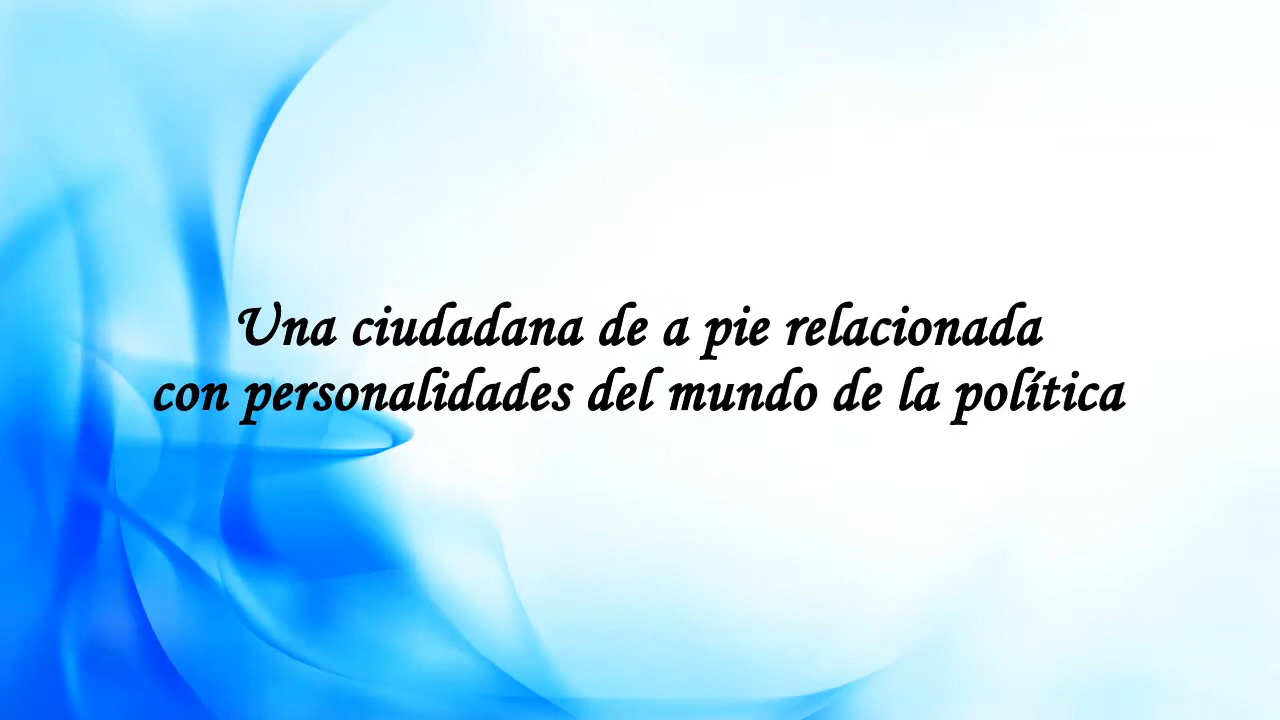 Una ciudadana de a pie relacionada
con personalidades del mundo de la política